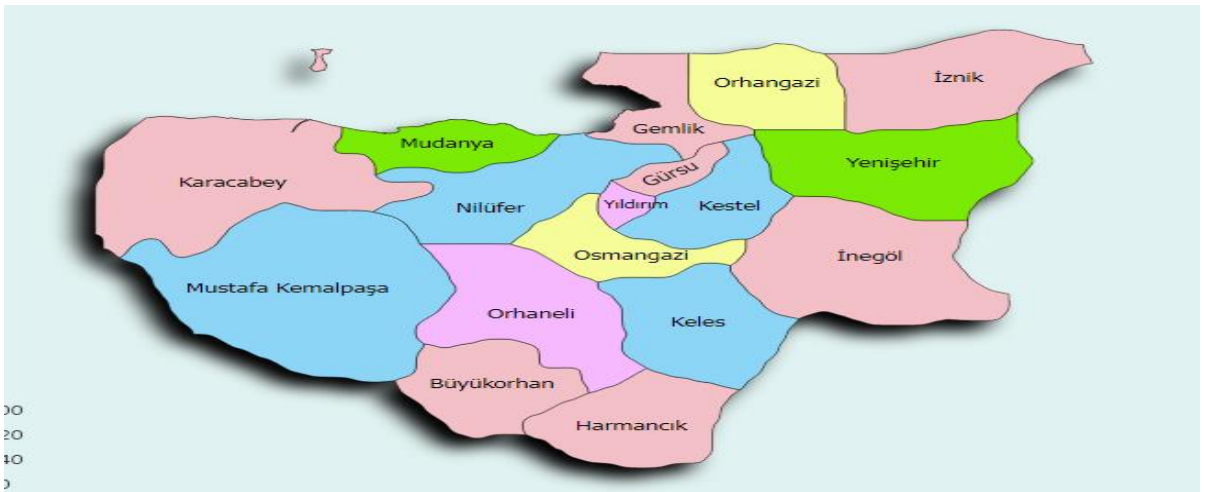 Orhangazi
İznik
Gemlik
Mudanya
Yenişehir
Gürsu
Karacabey
Nilüfer
Yıldırım
Kestel
Osmangazi
İnegöl
Mustafa Kemalpaşa
Orhaneli
Keles
Büyükorhan
Harmancık